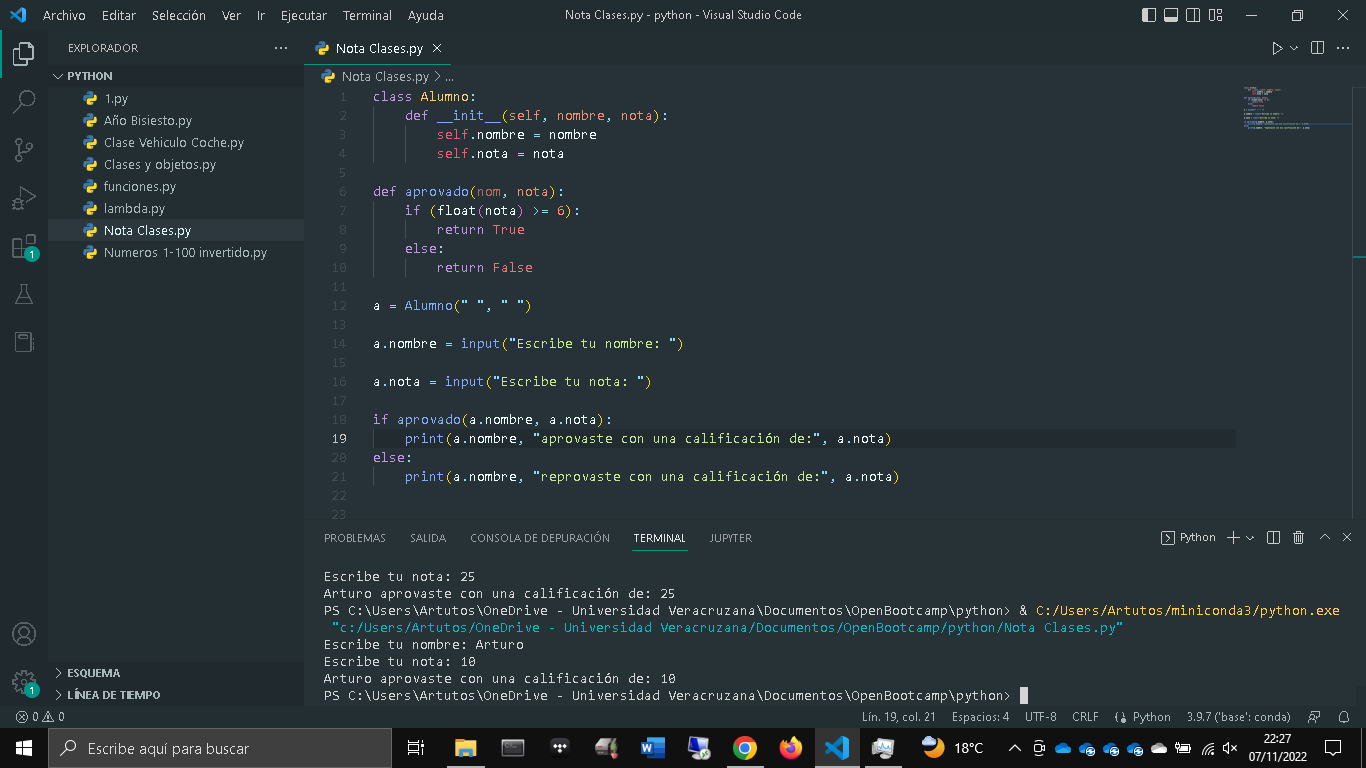 Archivo Editar Selección Ver Ir Ejecutar Terminal Ayuda
Nota Clases.py - python - Visual Studio Code
EXPLORADOR
Nota Clases.py
PYTHON
1.py
Año Bisiesto.py
Clase Vehiculo Coche.py
Clases y objetos.py
funciones.py
lambda.py
Nota Clases.py
Numeros 1-100 invertido.py
1
ESQUEMA
LÍNEA DE TIEMPO
1
Nota Clases.py > ...
1 class Alumno:
2 def __init__(self, nombre, nota):
3 self.nombre = nombre
4 self.nota = nota
5
6 def aprovado(nom, nota):
7 if (float(nota) >= 6):
8 return True
9 else:
10 return False
11
12 a = Alumno(" ", " ")
13
14 a.nombre = input("Escribe tu nombre: ")
15
16 a.nota = input("Escribe tu nota: ")
17
18 if aprovado(a.nombre, a.nota):
19 print(a.nombre, "aprovaste con una calificación de:", a.nota)
20 else:
21 print(a.nombre, "reprovaste con una calificación de:", a.nota)
22
23
PROBLEMAS SALIDA CONSOLA DE DEPURACIÓN TERMINAL JUPYTER
Python
Escribe tu nota: 25
Arturo aprovaste con una calificación de: 25
PS C:\Users\Artutos\OneDrive - Universidad Veracruzana\Documentos\OpenBootcamp\python> & C:/Users/Artutos/miniconda3/python.exe
"c:/Users/Artutos/OneDrive - Universidad Veracruzana/Documentos/OpenBootcamp/python/Nota Clases.py"
Escribe tu nombre: Arturo
Escribe tu nota: 10
Arturo aprovaste con una calificación de: 10
PS C:\Users\Artutos\OneDrive - Universidad Veracruzana\Documentos\OpenBootcamp\python>
0 0
Lín. 19, col. 21 Espacios: 4 UTF-8 CRLF Python 3.9.7 ('base': conda)
Escribe aquí para buscar
18°C
22:27
07/11/2022